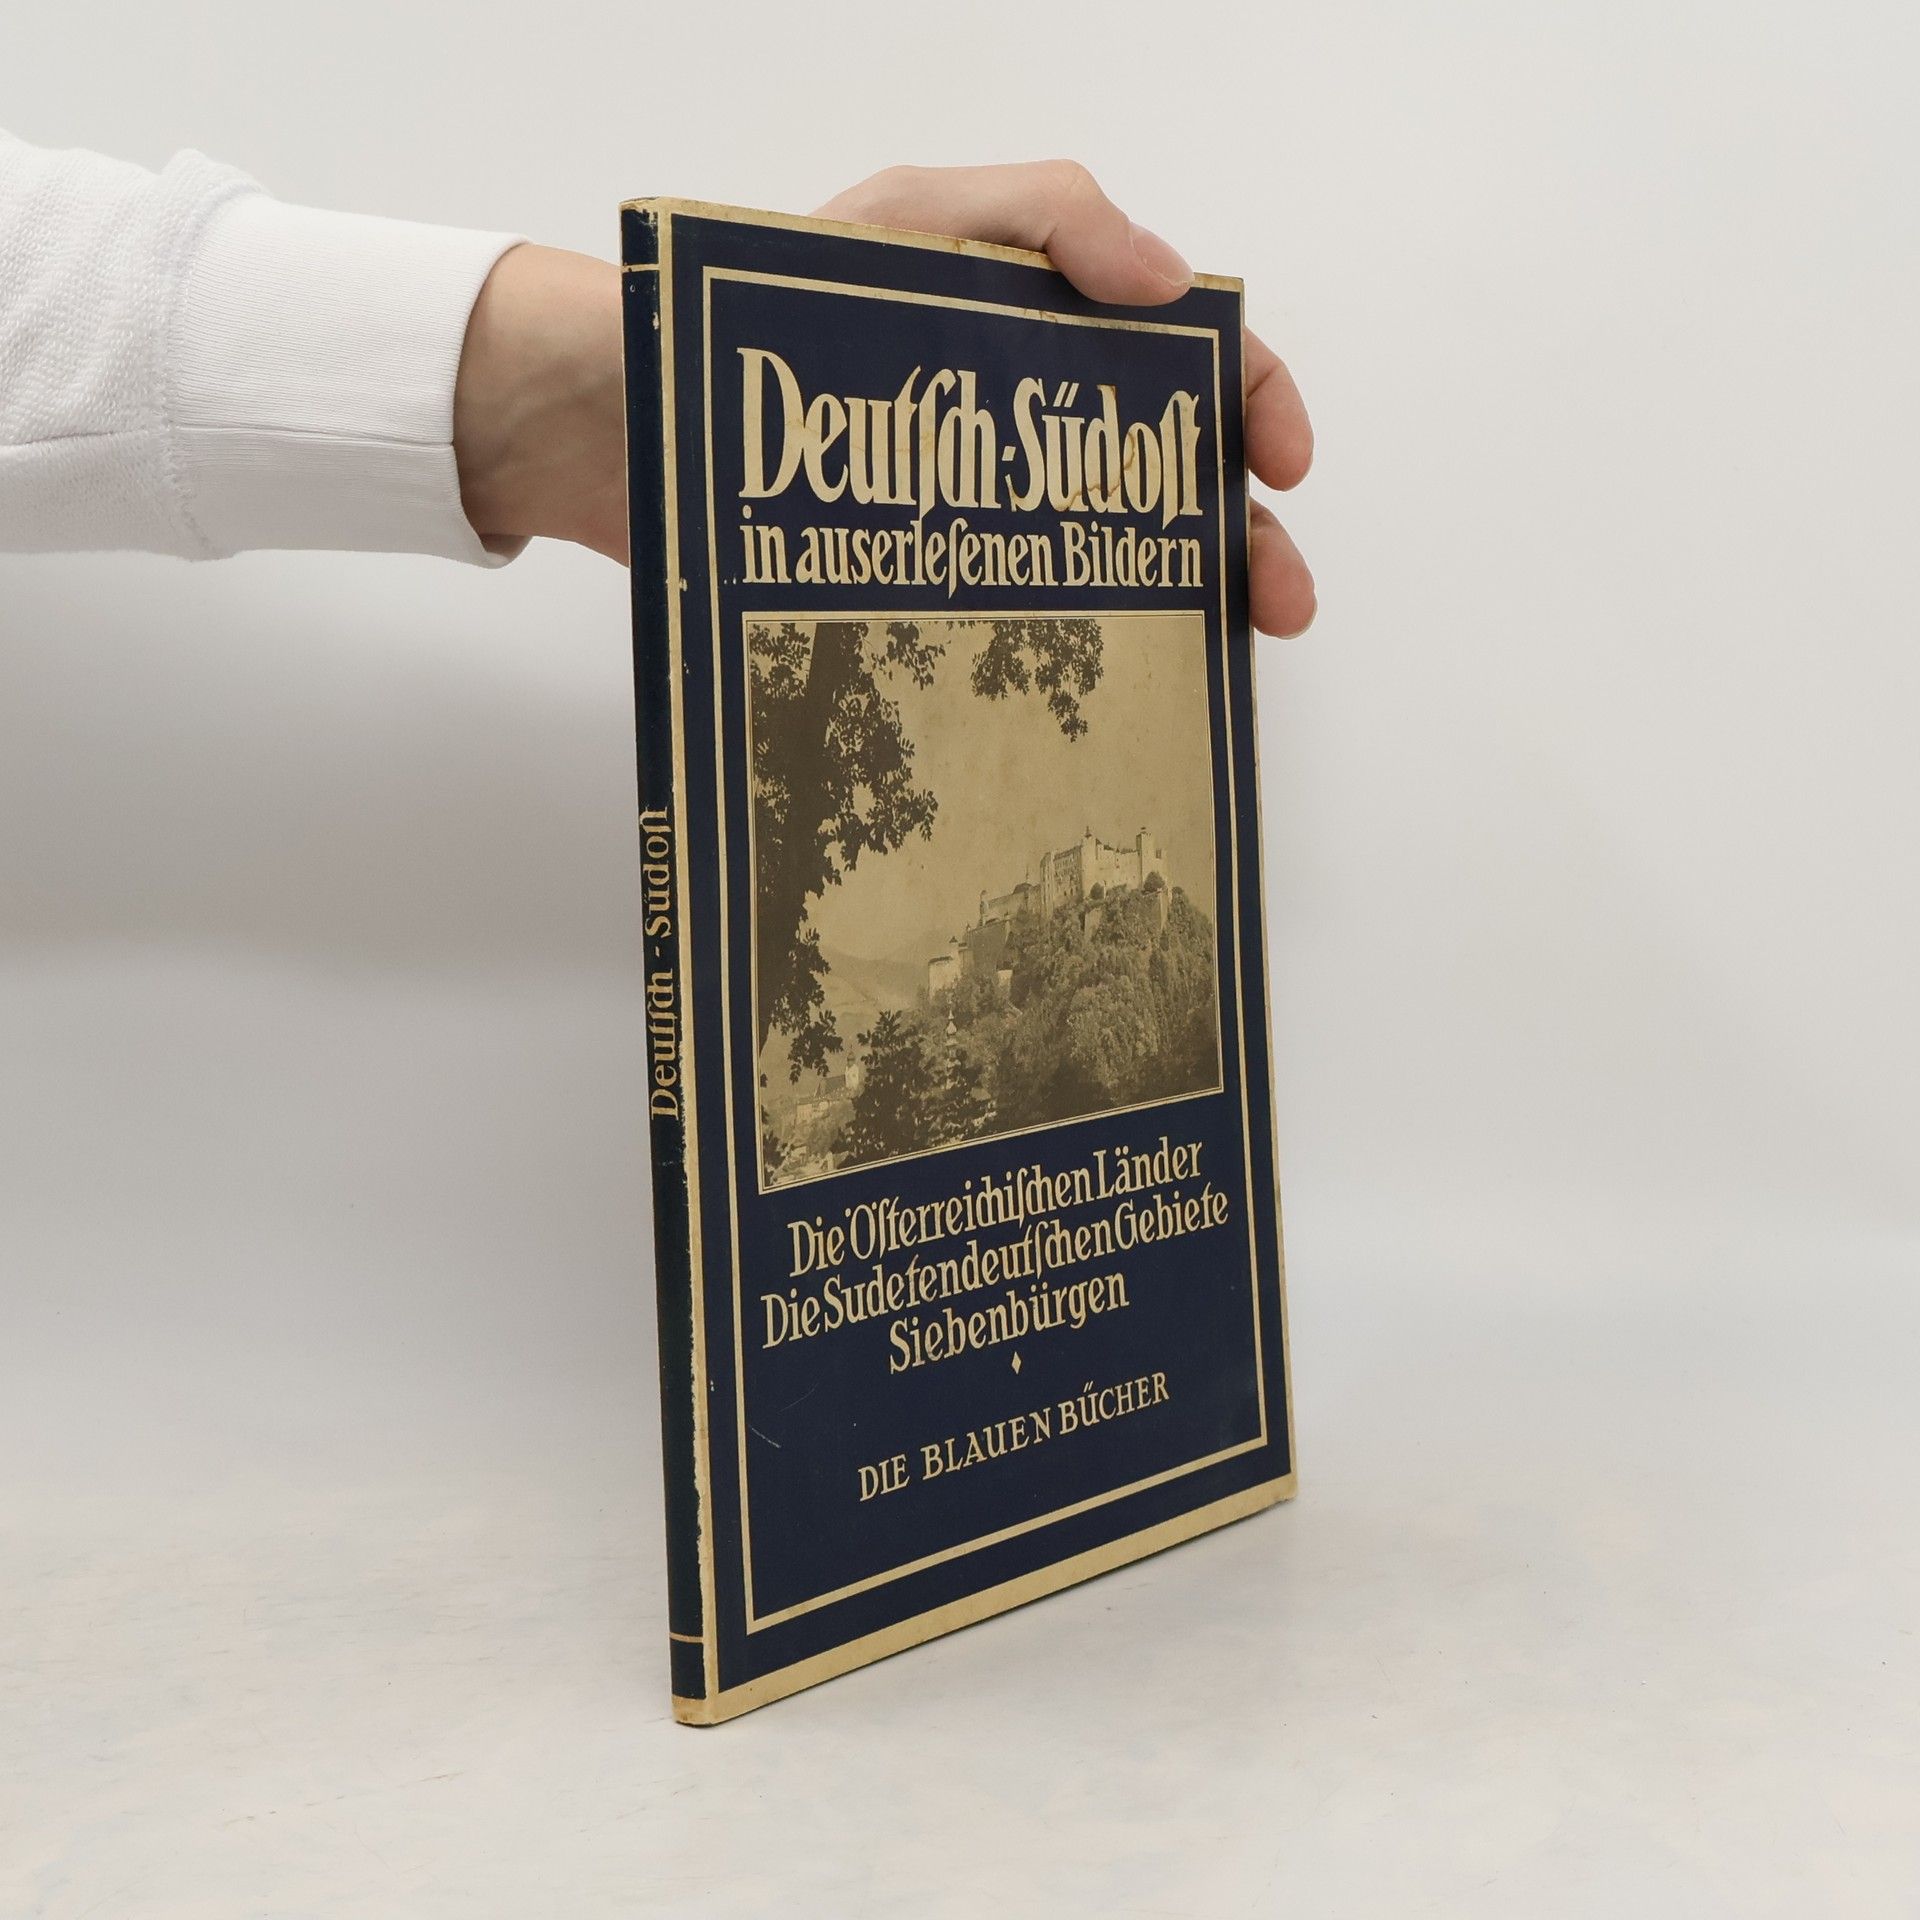 Deutſch-Südoſt
in auserleſenen Bildern
Die Öſterreichiſchen Länder
Die Sudetendeutſchen Gebiete
Siebenbürgen
DIE BLAUEN BÜCHER
Deutſch-Südoſt